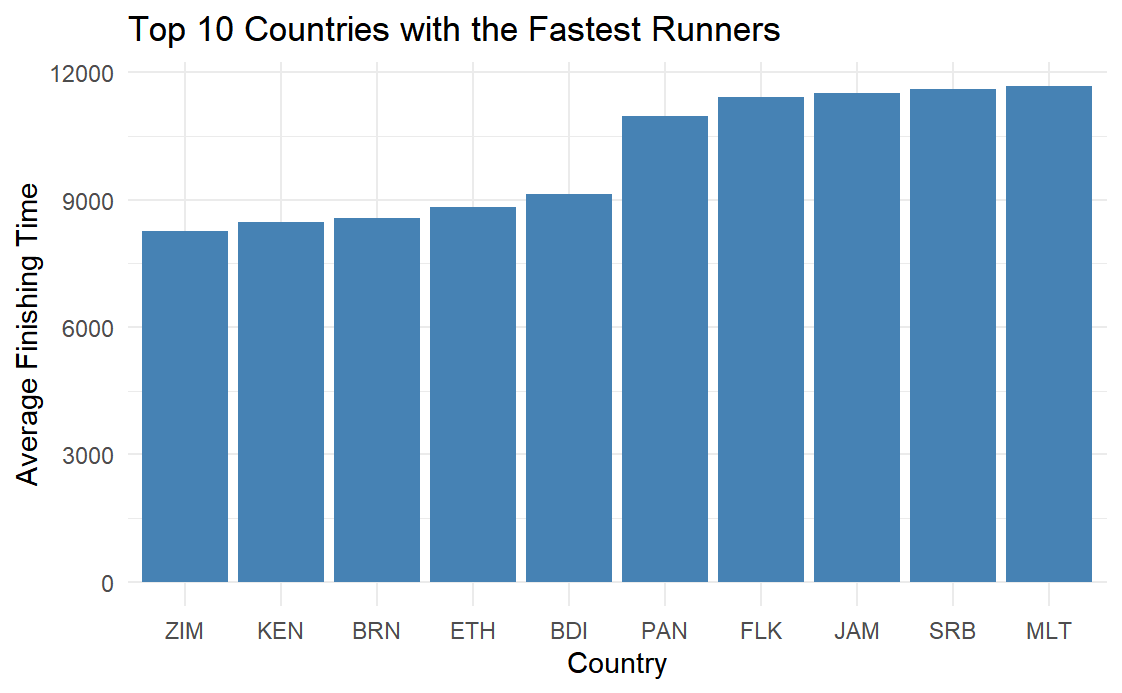 Top 10 Countries with the Fastest Runners
Average Finishing Time
12000
9000
6000
3000
0
ZIM KEN BRN ETH BDI PAN FLK JAM SRB MLT
Country